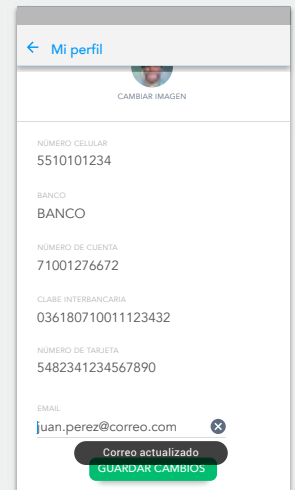 Mi perfil
CAMBIAR IMAGEN
NÚMERO CELULAR
5510101234
BANCO
BANCO
NÚMERO DE CUENTA
71001276672
CLABE INTERBANCARIA
036180710011123432
NÚMERO DE TARJETA
5482341234567890
EMAIL
juan.perez@correo.com
Correo actualizado
GUARDAR CAMBIOS